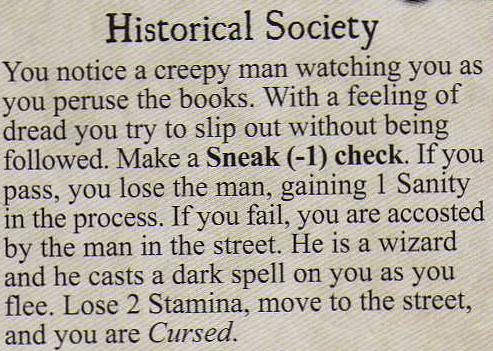 Historical Society
You notice a creepy man watching you as
you peruse the books. With a feeling of
dread you try to slip out without being
followed. Make a Sneak (-1) check. If you
pass, you lose the man, gaining 1 Sanity
in the process. If you fail, you are accosted
by the man in the street. He is a wizard
and he casts a dark spell on you as you
flee. Lose 2 Stamina, move to the street,
and you are Cursed.